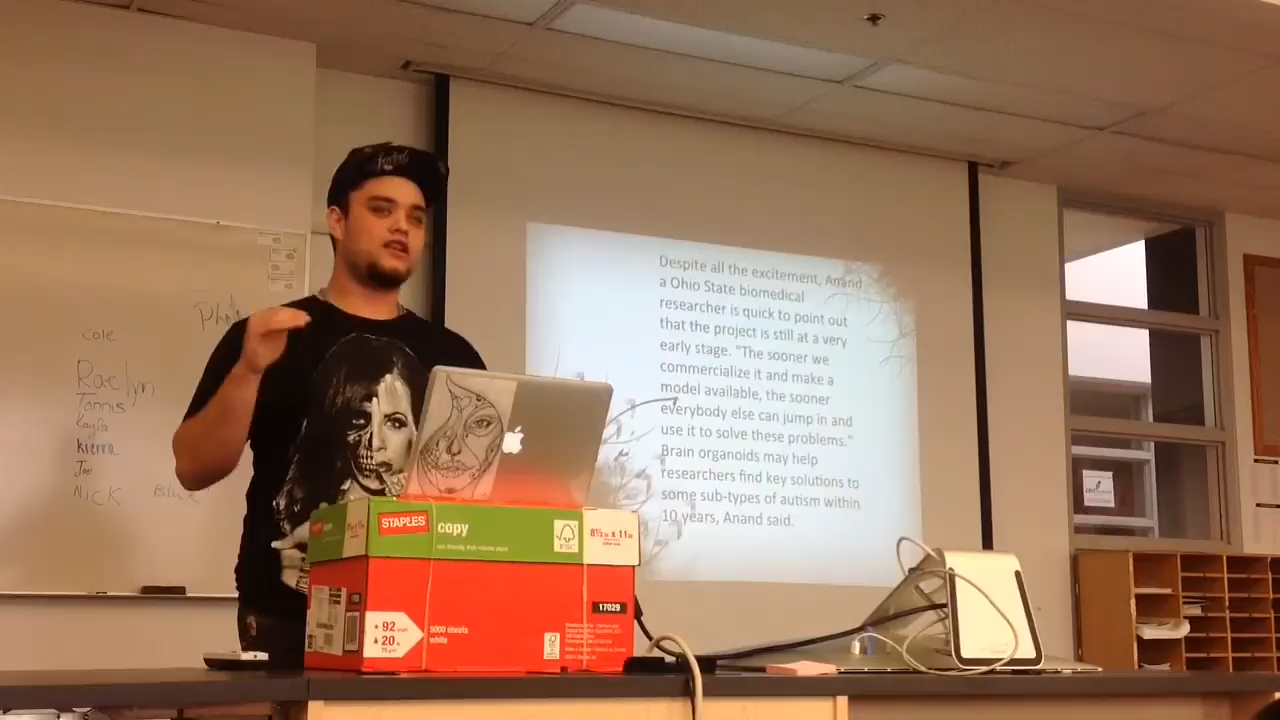 cole
Raelyn
Tannis
Kayla
kierra
Joe
NICK
Despite all the excitement, Anand
a Ohio State biomedical
researcher is quick to point out
that the project is still at a very
early stage. "The sooner we
commercialize it and make a
model available, the sooner
everybody else can jump in and
use it to solve these problems."
Brain organoids may help
researchers find key solutions to
some sub-types of autism within
10 years, Anand said.
STAPLES
copy
FSC
8½ x 11
17029
92
20
5000 sheets
white